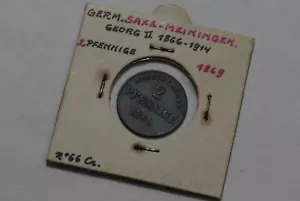 GERM. SAXE-MEININGEN.
GEORG II 1866-1914
2 PFENNIGE
1869
2
PFENNIGE
N°66 Cu.